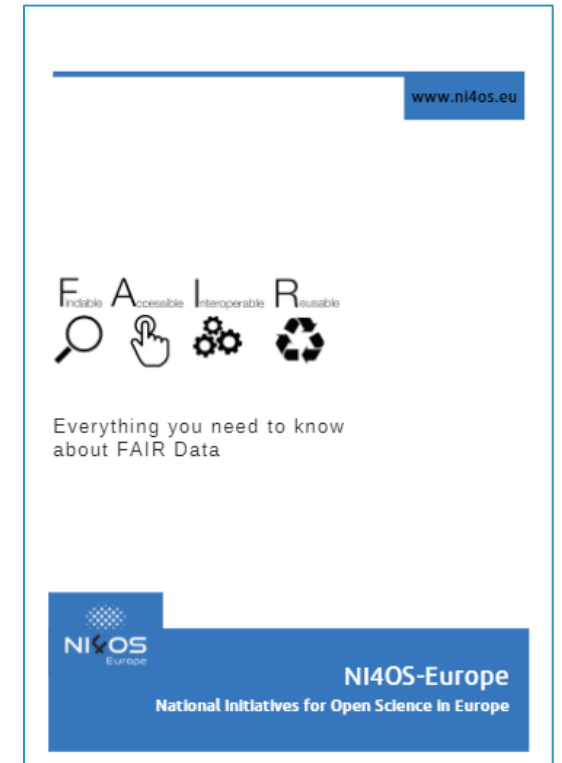 www.ni4os.eu
Findable Accessible Interoperable Reusable
Everything you need to know
about FAIR Data
NI4OS
Europe
NI4OS-Europe
National Initiatives for Open Science in Europe